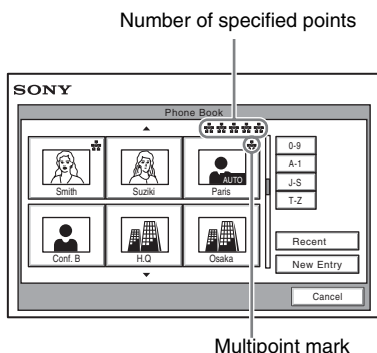 Number of specified points
SONY
Phone Book
0-9
A-1
J-S
T-Z
AUTO
Smith
Suziki
Paris
Conf. B
H.Q
Osaka
Recent
New Entry
Cancel
Multipoint mark